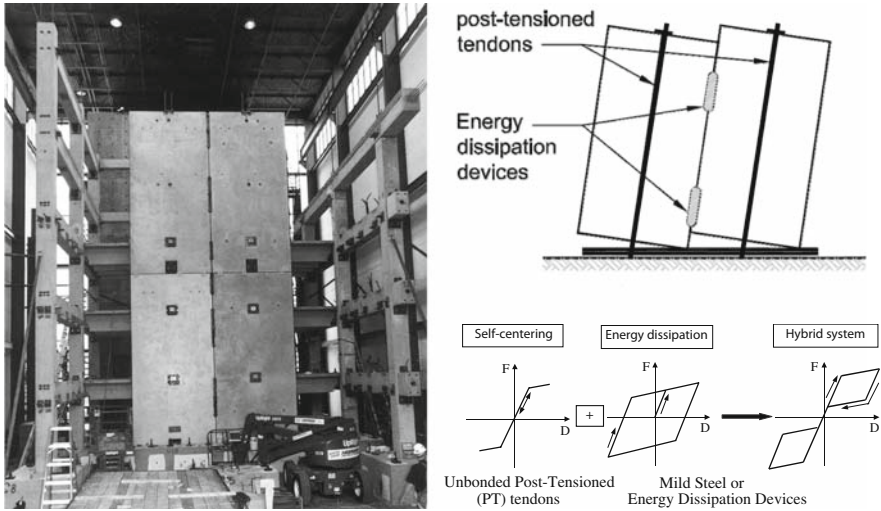 post-tensioned
tendons
Energy
dissipation
devices
Self-centering
Energy dissipation
Hybrid system
F
D
+
F
D
F
D
Unbonded Post-Tensioned
(PT) tendons
Mild Steel or
Energy Dissipation Devices